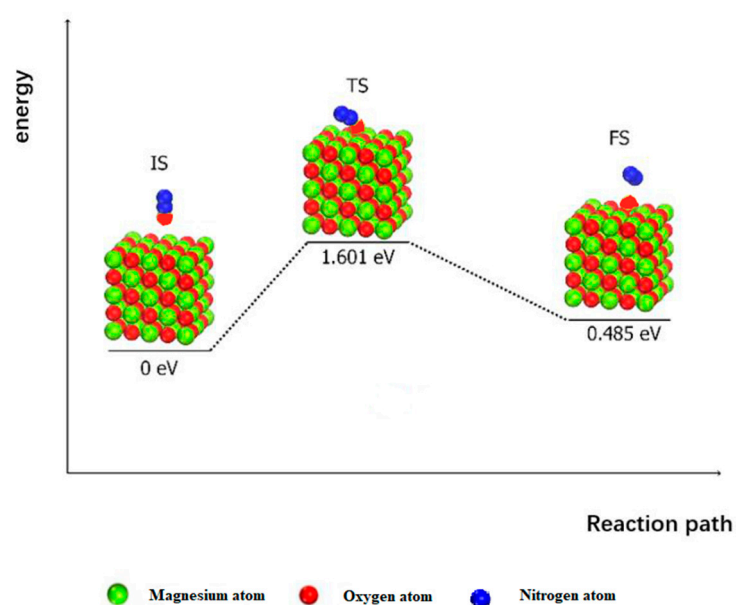 energy
TS
IS
FS
1.601 eV
0.485 eV
0 eV
Reaction path
Magnesium atom Oxygen atom Nitrogen atom